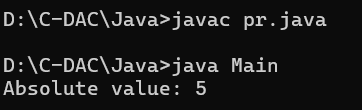 D:\C-DAC\Java>javac pr.java
D:\C-DAC\Java>java Main
Absolute value: 5